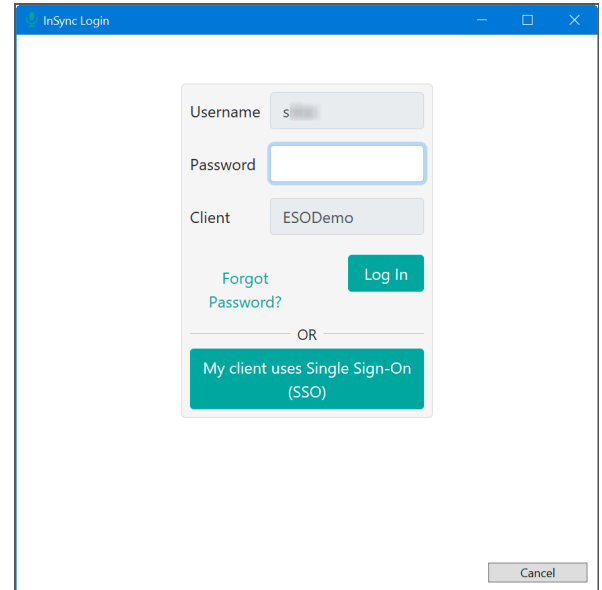 InSync Login
Username s
Password
Client ESODemo
Forgot
Password?
Log In
OR
My client uses Single Sign-On
(SSO)
Cancel